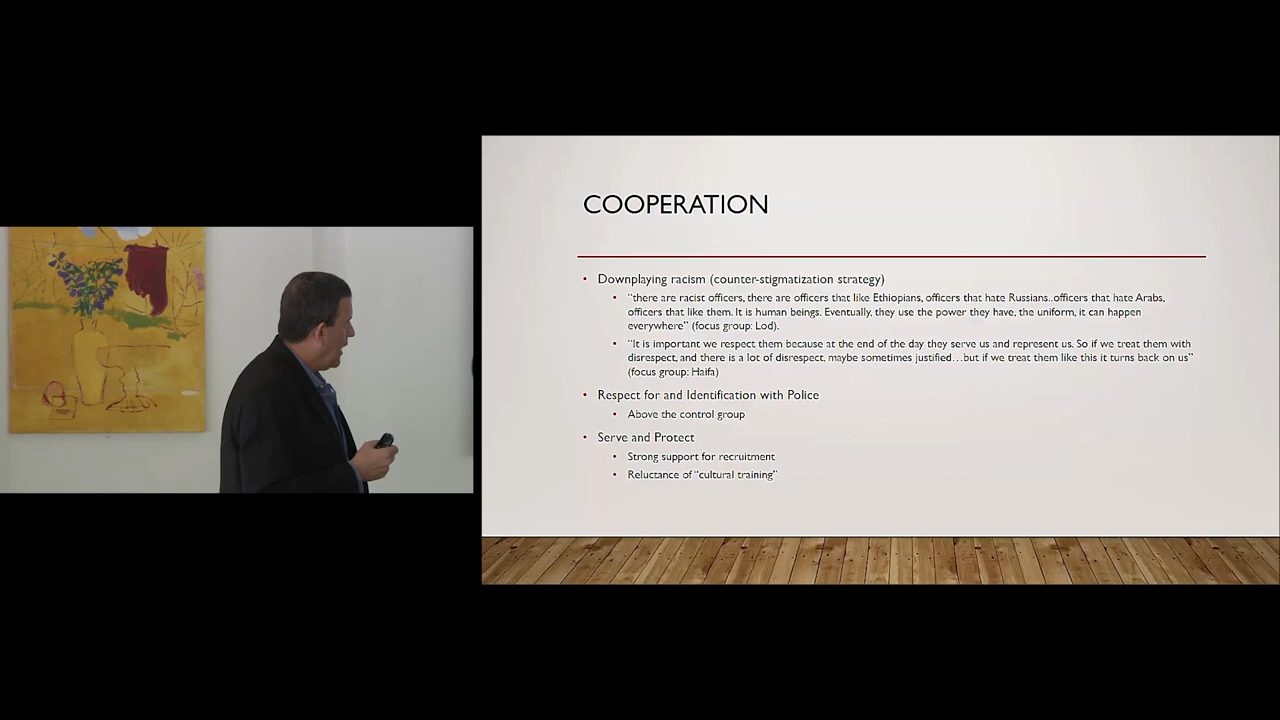 COOPERATION
• Downplaying racism (counter-stigmatization strategy)
• “there are racist officers, there are officers that like Ethiopians, officers that hate Russians..officers that hate Arabs,
officers that like them. It is human beings. Eventually, they use the power they have, the uniform, it can happen
everywhere” (focus group: Lod).
• “It is important we respect them because at the end of the day they serve us and represent us. So if we treat them with
disrespect, and there is a lot of disrespect, maybe sometimes justified…but if we treat them like this it turns back on us”
(focus group: Haifa)
• Respect for and Identification with Police
• Above the control group
• Serve and Protect
• Strong support for recruitment
• Reluctance of “cultural training”